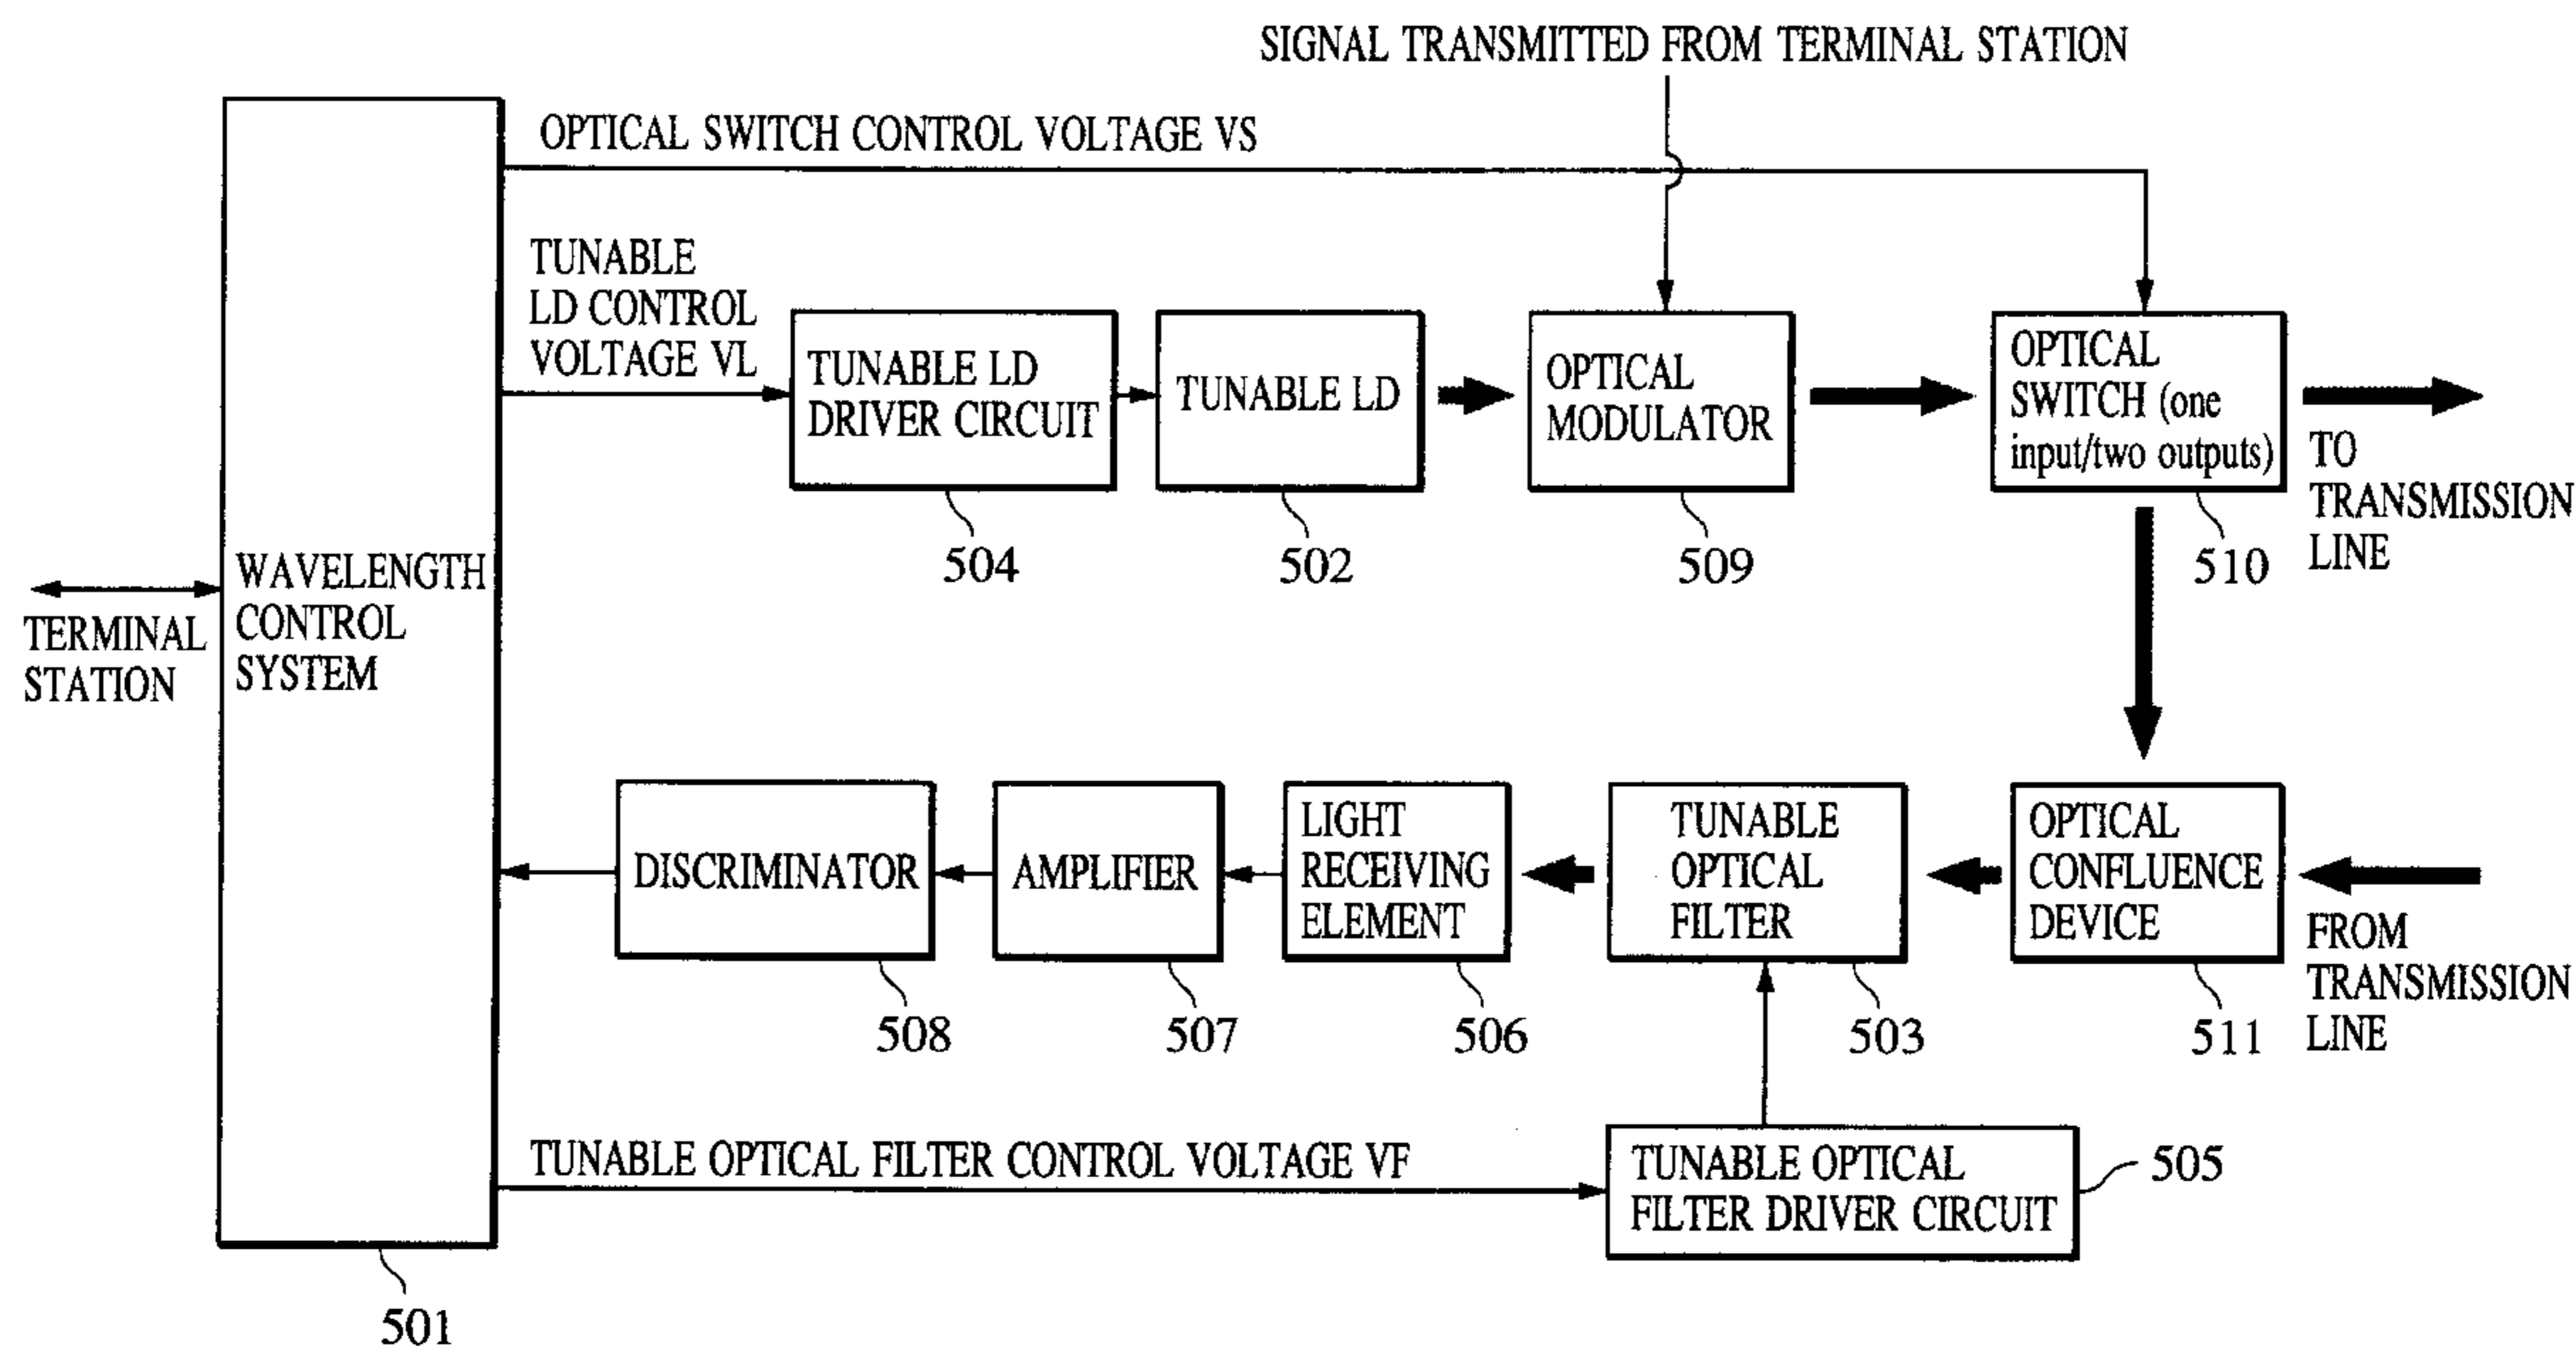 SIGNAL TRANSMITTED FROM TERMINAL STATION
OPTICAL SWITCH CONTROL VOLTAGE VS
TUNABLE
LD CONTROL
VOLTAGE VL
TUNABLE LD
DRIVER CIRCUIT
504
TUNABLE LD
502
OPTICAL
MODULATOR
509
OPTICAL
SWITCH (one
input/two outputs)
510
TO
TRANSMISSION
LINE
TERMINAL
STATION
WAVELENGTH
CONTROL
SYSTEM
501
DISCRIMINATOR
508
AMPLIFIER
507
LIGHT
RECEIVING
ELEMENT
506
TUNABLE
OPTICAL
FILTER
503
OPTICAL
CONFLUENCE
DEVICE
511
FROM
TRANSMISSION
LINE
TUNABLE OPTICAL FILTER CONTROL VOLTAGE VF
TUNABLE OPTICAL
FILTER DRIVER CIRCUIT
505